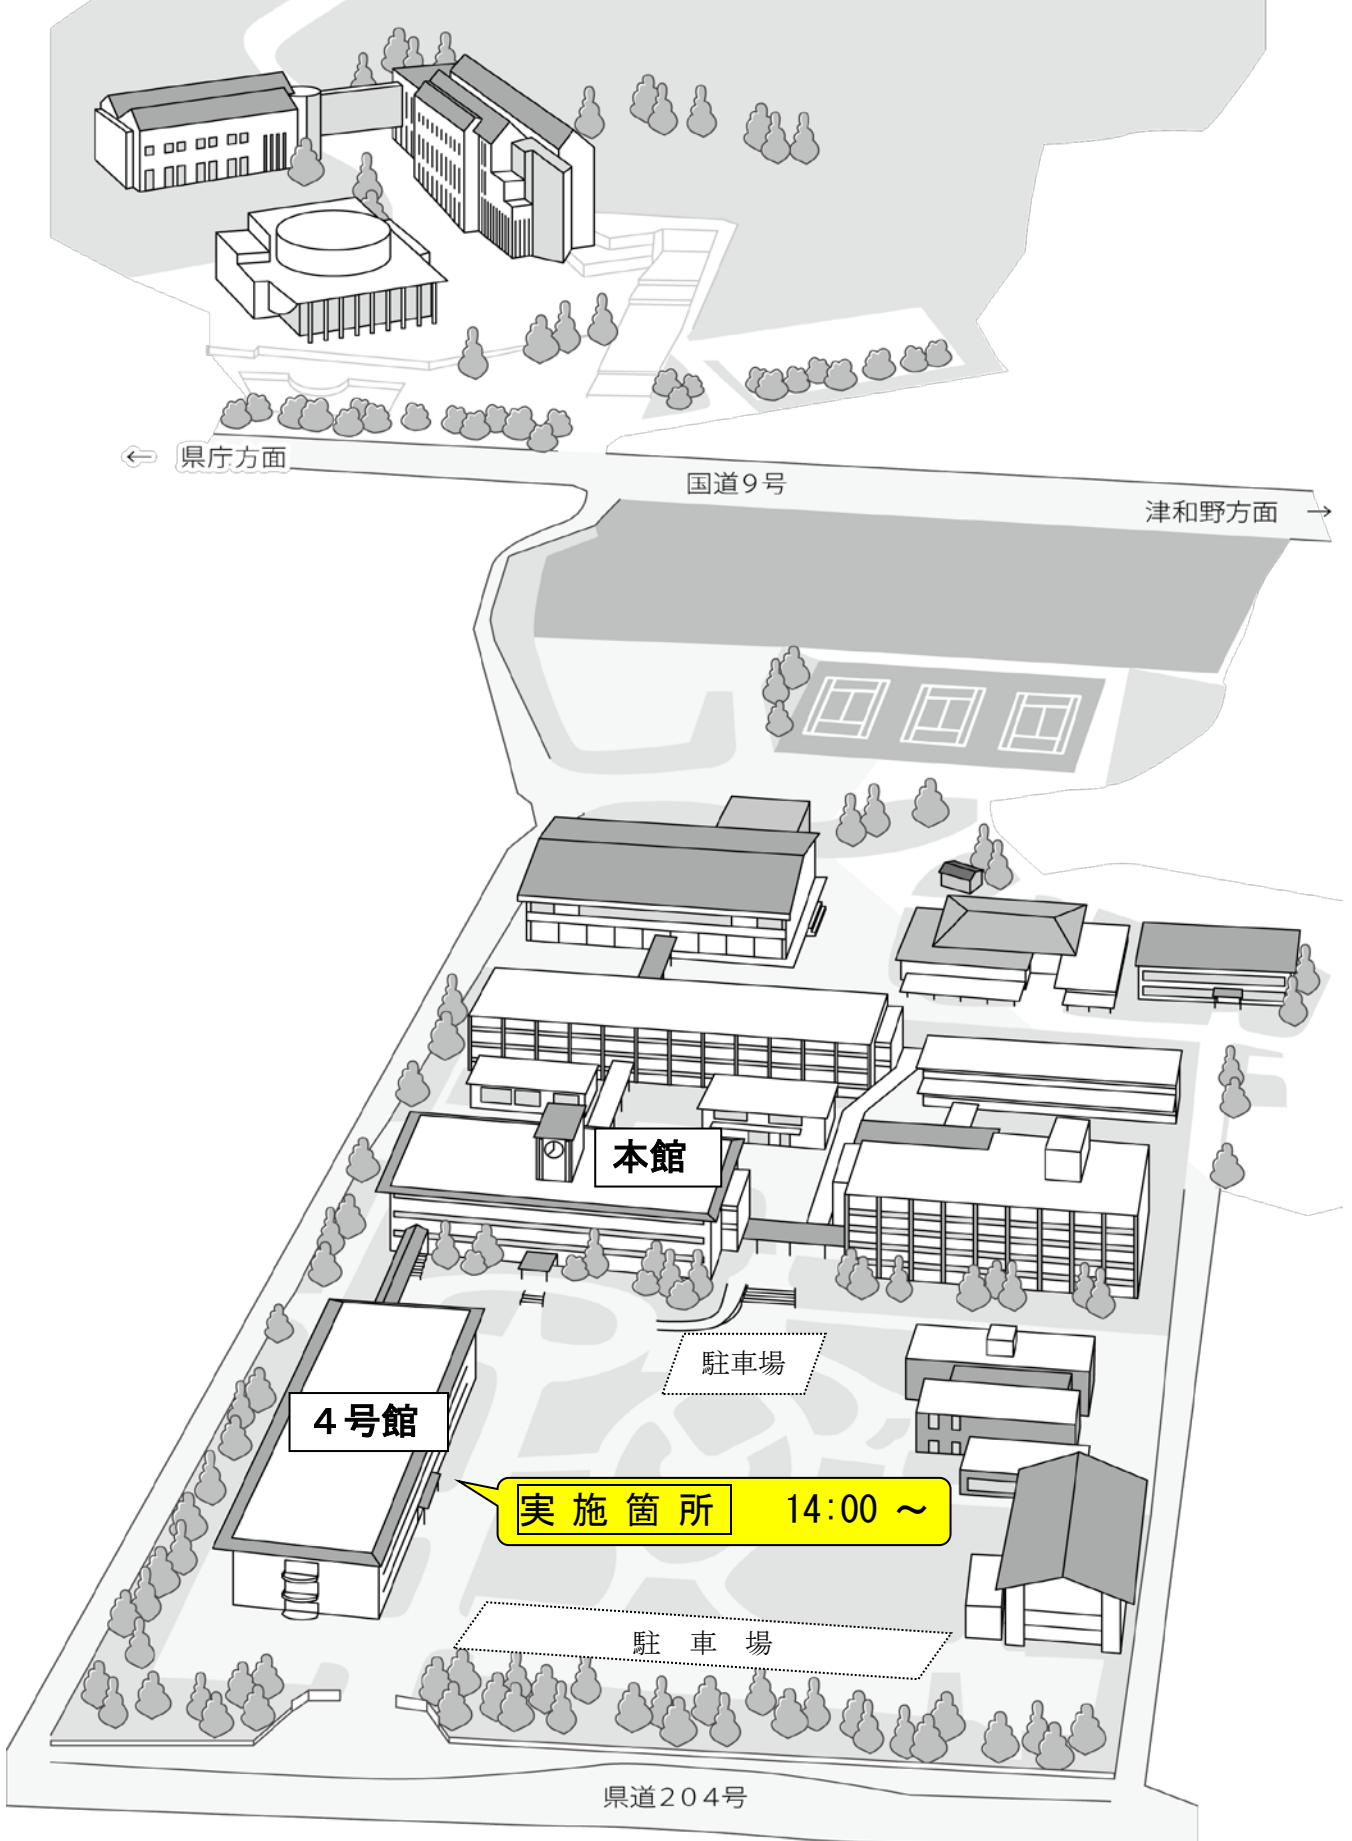 ← 県庁方面
国道9号
津和野方面 →
本館
駐車場
４号館
実施箇所 14:00 ～
駐車場
県道204号